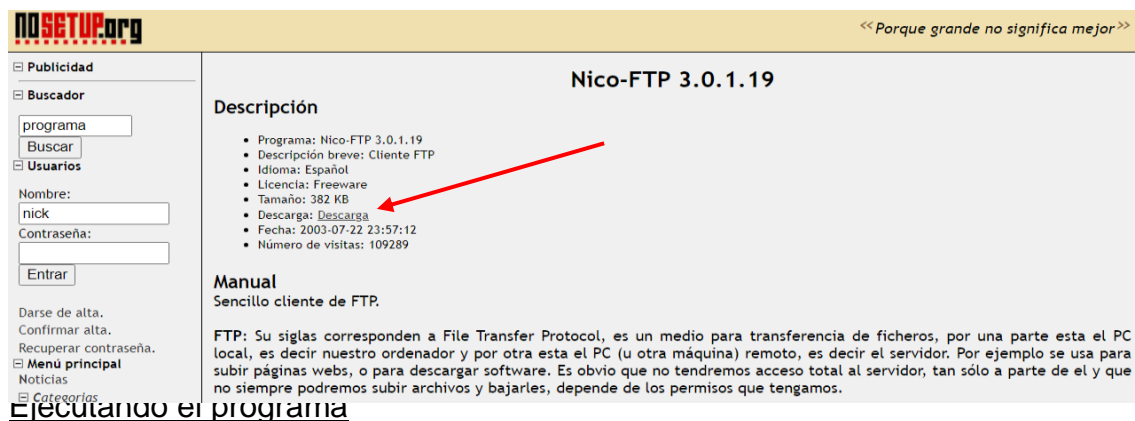 NOSETUP.org
<<Porque grande no significa mejor>>
Publicidad
Buscador
programa
Buscar
Usuarios
Nombre:
nick
Contraseña:
Entrar
Darse de alta.
Confirmar alta.
Recuperar contraseña.
Menú principal
Noticias
Categorias
Nico-FTP 3.0.1.19
Descripción
• Programa: Nico-FTP 3.0.1.19
• Descripción breve: Cliente FTP
• Idioma: Español
• Licencia: Freeware
• Tamaño: 382 KB
• Descarga: Descarga
• Fecha: 2003-07-22 23:57:12
• Número de visitas: 109289
Manual
Sencillo cliente de FTP.
FTP: Su siglas corresponden a File Transfer Protocol, es un medio para transferencia de ficheros, por una parte esta el PC
local, es decir nuestro ordenador y por otra esta el PC (u otra máquina) remoto, es decir el servidor. Por ejemplo se usa para
subir páginas webs, o para descargar software. Es obvio que no tendremos acceso total al servidor, tan sólo a parte de el y que
no siempre podremos subir archivos y bajarles, depende de los permisos que tengamos.
Ejecutando el programa